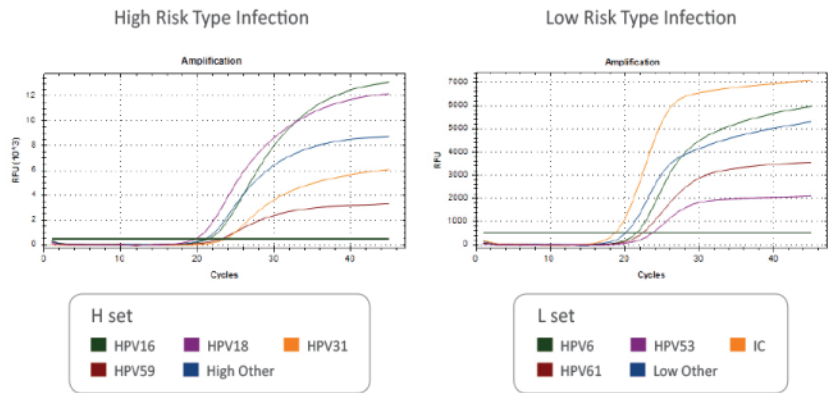 High Risk Type Infection
Low Risk Type Infection
Amplification
RFU (10^3)
12
10
8
6
4
2
0
0
10
20
30
40
Cycles
Amplification
RFU
7000
6000
5000
4000
3000
2000
1000
0
0
10
20
30
40
Cycles
H set
HPV16 HPV18 HPV31
HPV59 High Other
L set
HPV6 HPV53 IC
HPV61 Low Other